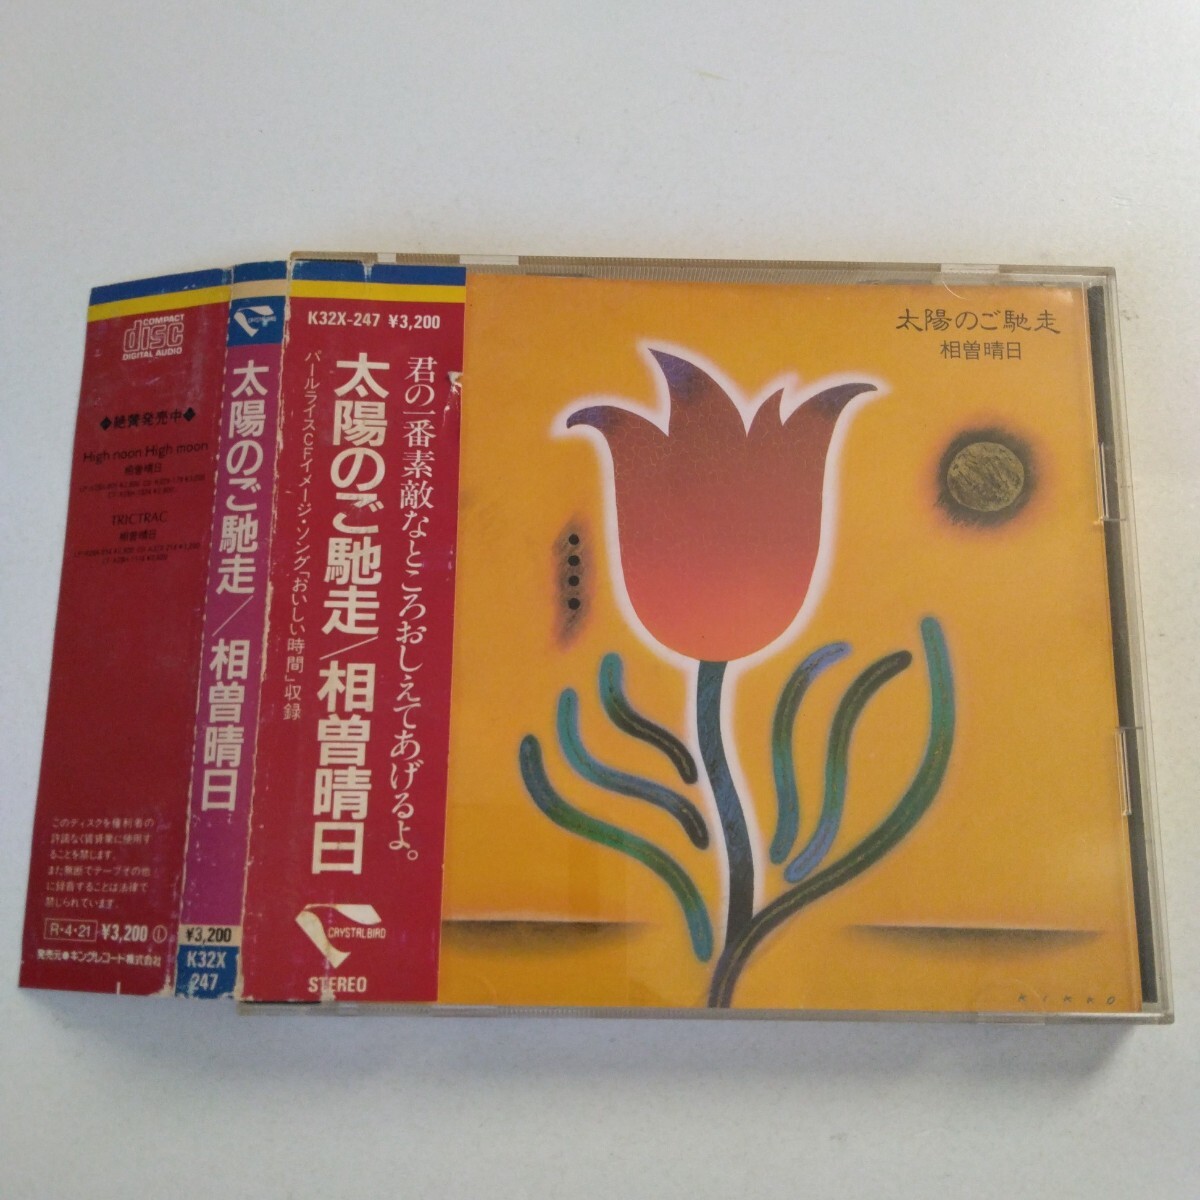 COMPACT
disc
DIGITAL AUDIO
◆絶賛発売中◆
High noon High moon
相曽晴日
TRICTRAC
相曽晴日
このディスクを権利者の
許諾なく賃貸業に使用す
ることを禁じます。
また無断でテープその他
に録音することは法律で
禁じられています。
R・4・21 ¥3,200 Ⓛ
発売元●キングレコード株式会社
太陽のご馳走/相曽晴日
¥3,200
K32X
247
K32X-247 ¥3,200
君の一番素敵なところおしえてあげるよ。
太陽のご馳走/相曽晴日
パールライスCFイメージ・ソング「おいしい時間」収録
CRYSTAL BIRD
STEREO
太陽のご馳走
相曽晴日
KIKKO